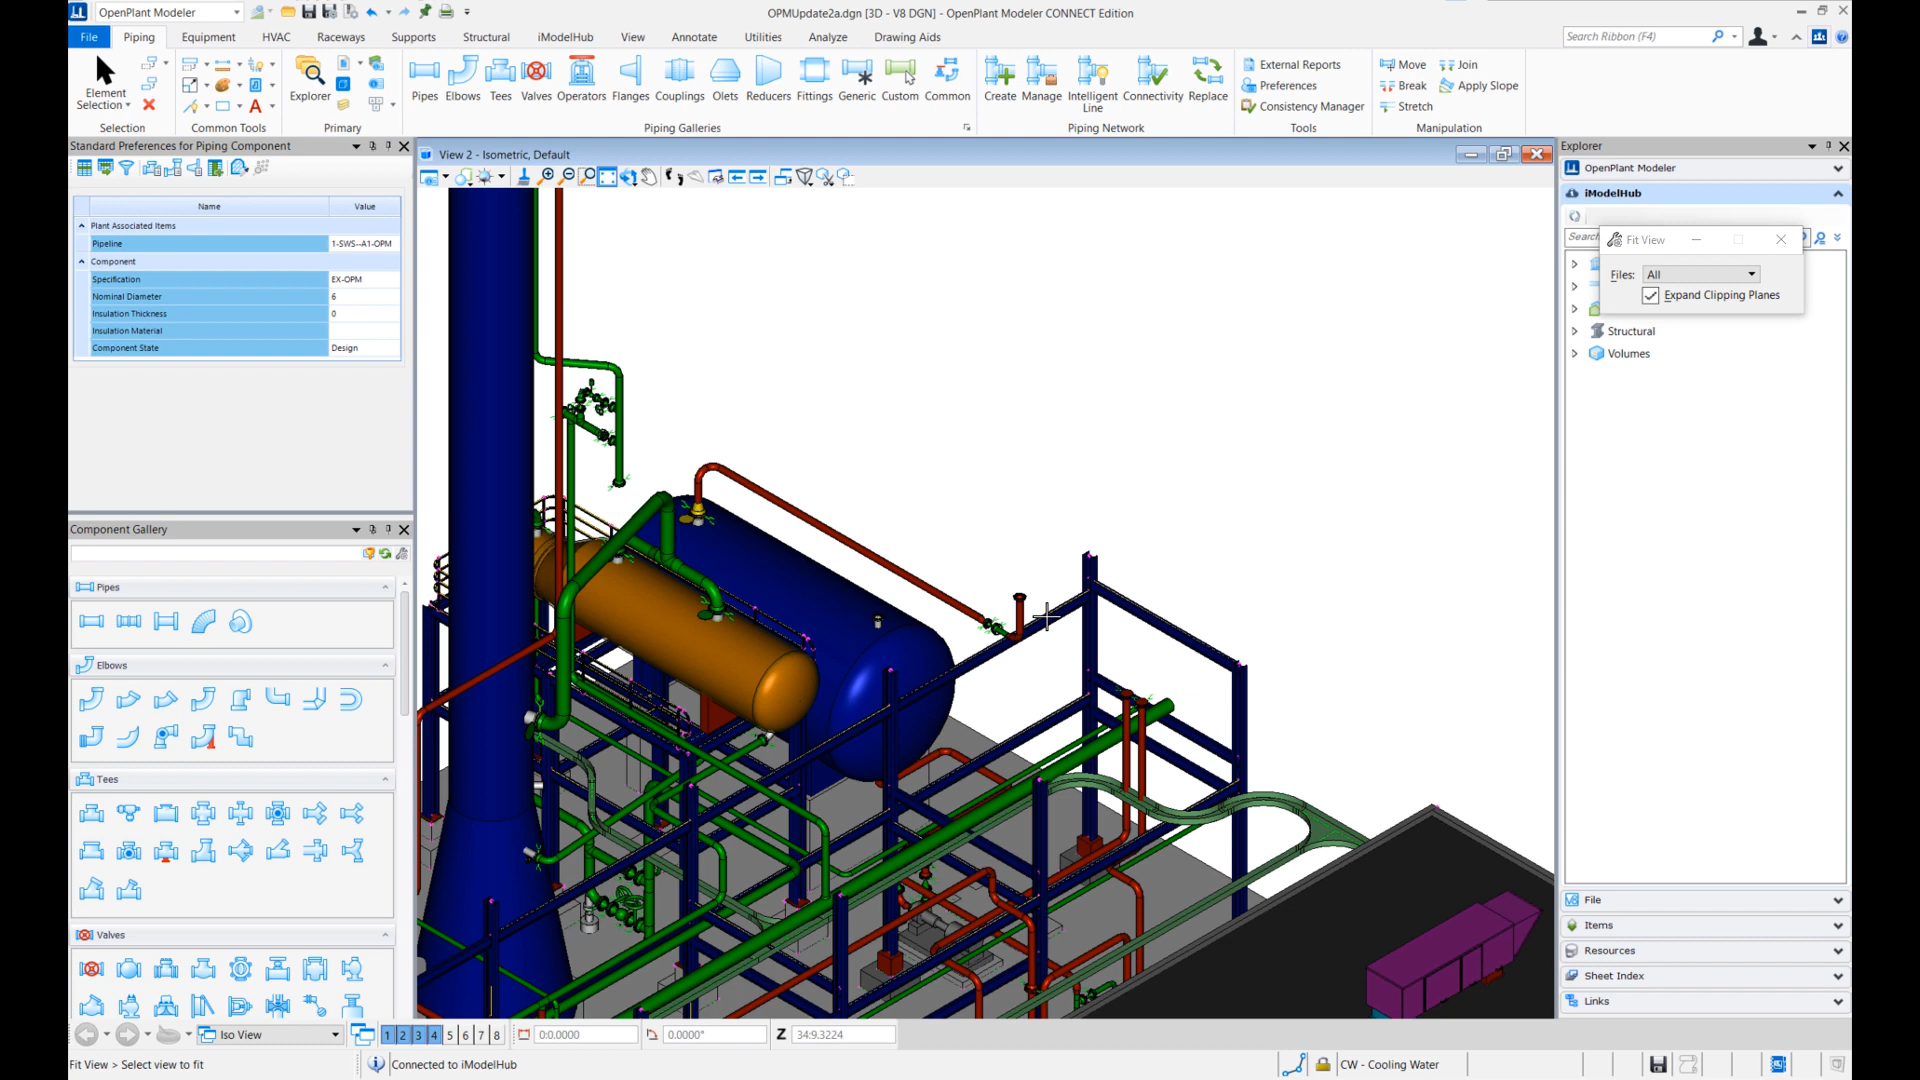 OpenPlant Modeler
OPMUpdate2a.dgn [3D - V8 DGN] - OpenPlant Modeler CONNECT Edition
File Piping Equipment HVAC Raceways Supports Structural iModelHub View Annotate Utilities Analyze Drawing Aids
Search Ribbon (F4)
Element Selection
Explorer
Pipes Elbows Tees Valves Operators Flanges Couplings Olets Reducers Fittings Generic Custom Common
Create Manage Intelligent Line Connectivity Replace
External Reports
Preferences
Consistency Manager
Move Join
Break Apply Slope
Stretch
Selection Common Tools Primary Piping Galleries Piping Network Tools Manipulation
Standard Preferences for Piping Component
Name Value
Plant Associated Items
Pipeline 1-SWS--A1-OPM
Component
Specification EX-OPM
Nominal Diameter 6
Insulation Thickness 0
Insulation Material
Component State Design
Component Gallery
Pipes
Elbows
Tees
Valves
View 2 - Isometric, Default
Explorer
OpenPlant Modeler
iModelHub
Search
Fit View
Files: All
Expand Clipping Planes
Structural
Volumes
File
Items
Resources
Sheet Index
Links
Iso View
1 2 3 4 5 6 7 8
0:0.0000
0.0000°
Z 34:9.3224
Fit View > Select view to fit
Connected to iModelHub
CW - Cooling Water